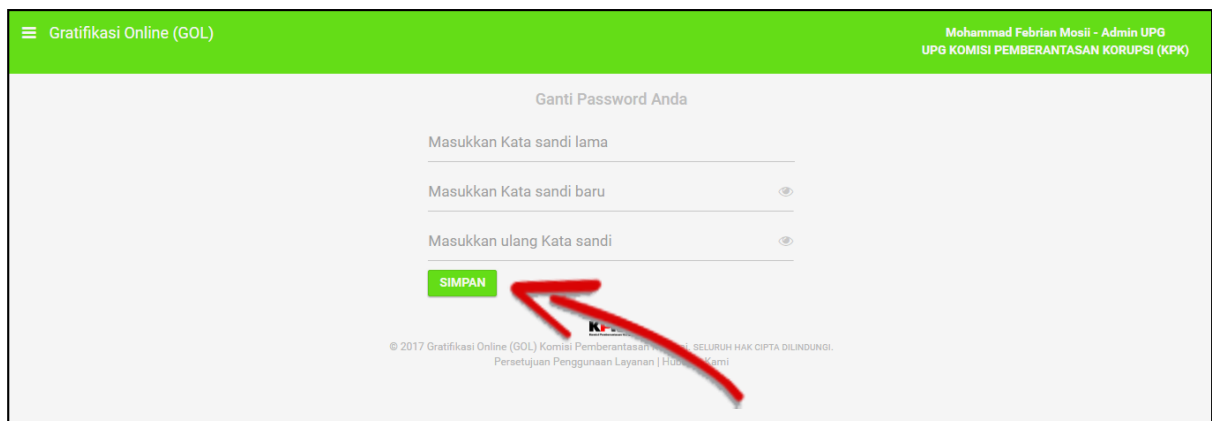 Gratifikasi Online (GOL)
Mohammad Febrian Mosii - Admin UPG
UPG KOMISI PEMBERANTASAN KORUPSI (KPK)
Ganti Password Anda
Masukkan Kata sandi lama
Masukkan Kata sandi baru
Masukkan ulang Kata sandi
SIMPAN
© 2017 Gratifikasi Online (GOL) Komisi Pemberantasan SELURUH HAK CIPTA DILINDUNGI.
Persetujuan Penggunaan Layanan | Kami